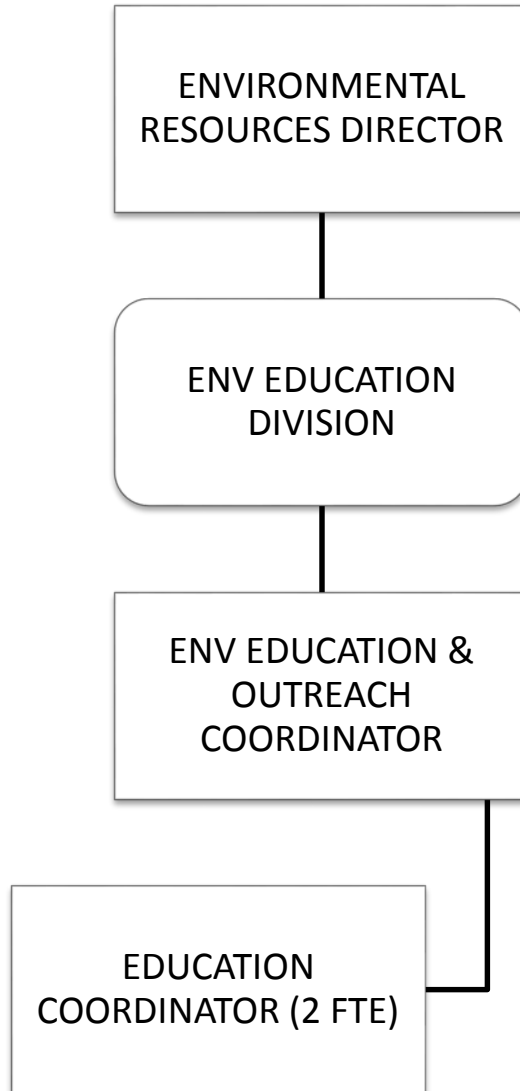 ENVIRONMENTAL
RESOURCES DIRECTOR
ENV EDUCATION
DIVISION
ENV EDUCATION &
OUTREACH
COORDINATOR
EDUCATION
COORDINATOR (2 FTE)